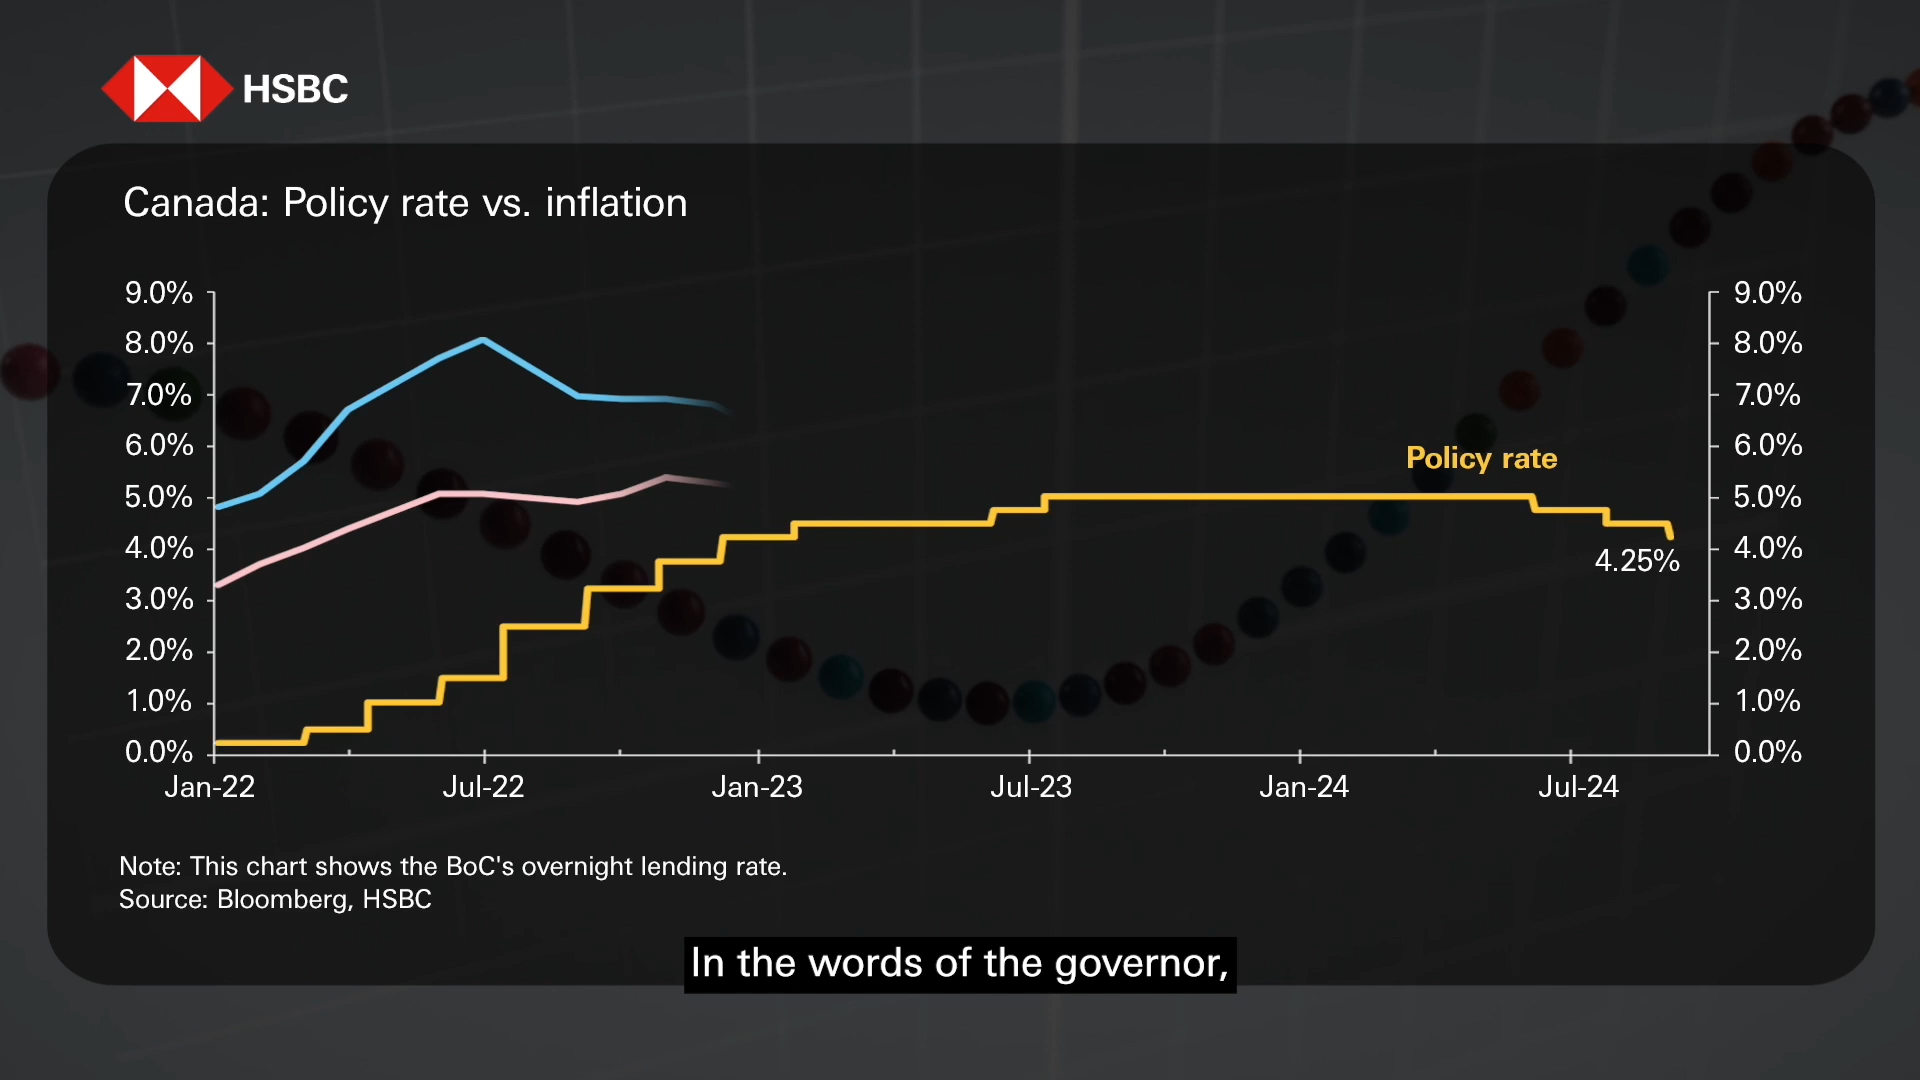 HSBC
Canada: Policy rate vs. inflation
9.0% 9.0%
8.0% 8.0%
7.0% 7.0%
6.0% 6.0%
Policy rate
5.0% 5.0%
4.0% 4.25% 4.0%
3.0% 3.0%
2.0% 2.0%
1.0% 1.0%
0.0% 0.0%
Jan-22 Jul-22 Jan-23 Jul-23 Jan-24 Jul-24
Note: This chart shows the BoC's overnight lending rate.
Source: Bloomberg, HSBC
In the words of the governor,